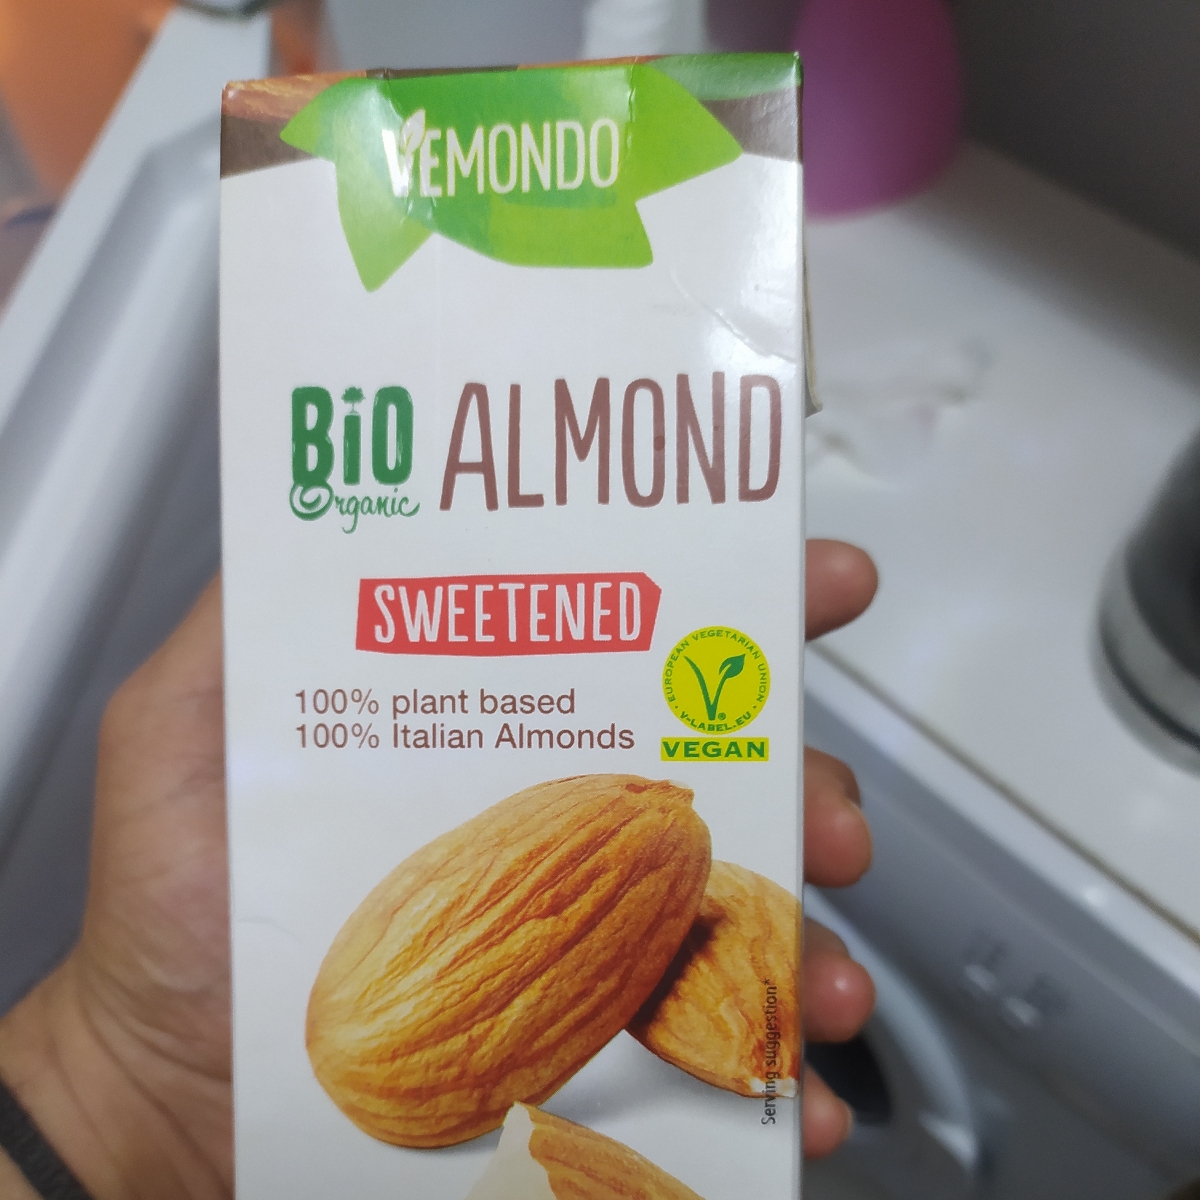 VEMONDO
BiO ALMOND
Organic
SWEETENED
100% plant based
100% Italian Almonds
· EUROPEAN VEGETARIAN UNION ·
V-LABEL.EU
VEGAN
Serving suggestion*